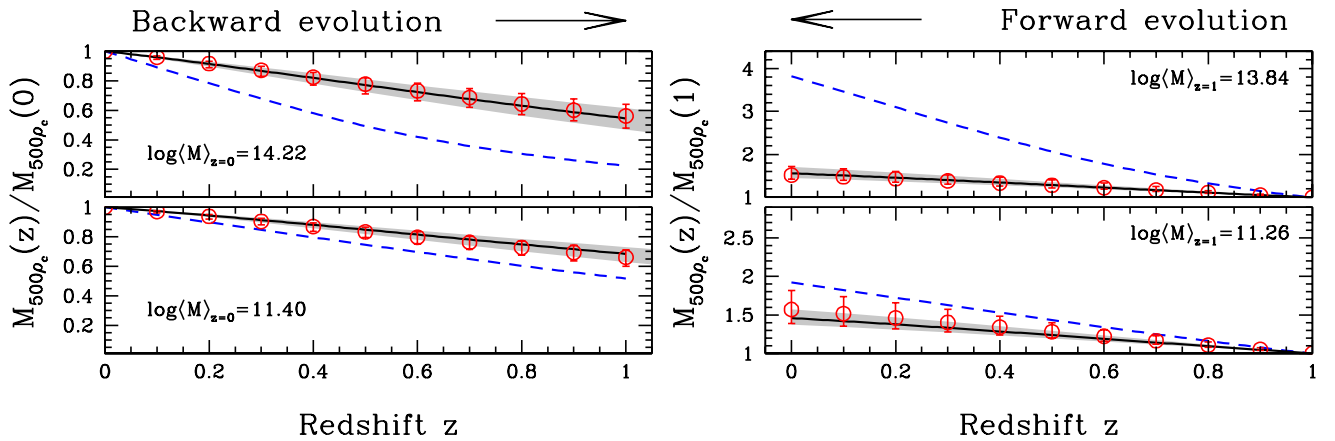 Backward evolution
Forward evolution
M500ρc(z)/M500ρc(0)
1
0.8
0.6
0.4
0.2
log⟨M⟩z=0=14.22
1
0.8
0.6
0.4
0.2
log⟨M⟩z=0=11.40
0 0.2 0.4 0.6 0.8 1
Redshift z
M500ρc(z)/M500ρc(1)
4
3
2
1
log⟨M⟩z=1=13.84
2.5
2
1.5
1
log⟨M⟩z=1=11.26
0 0.2 0.4 0.6 0.8 1
Redshift z